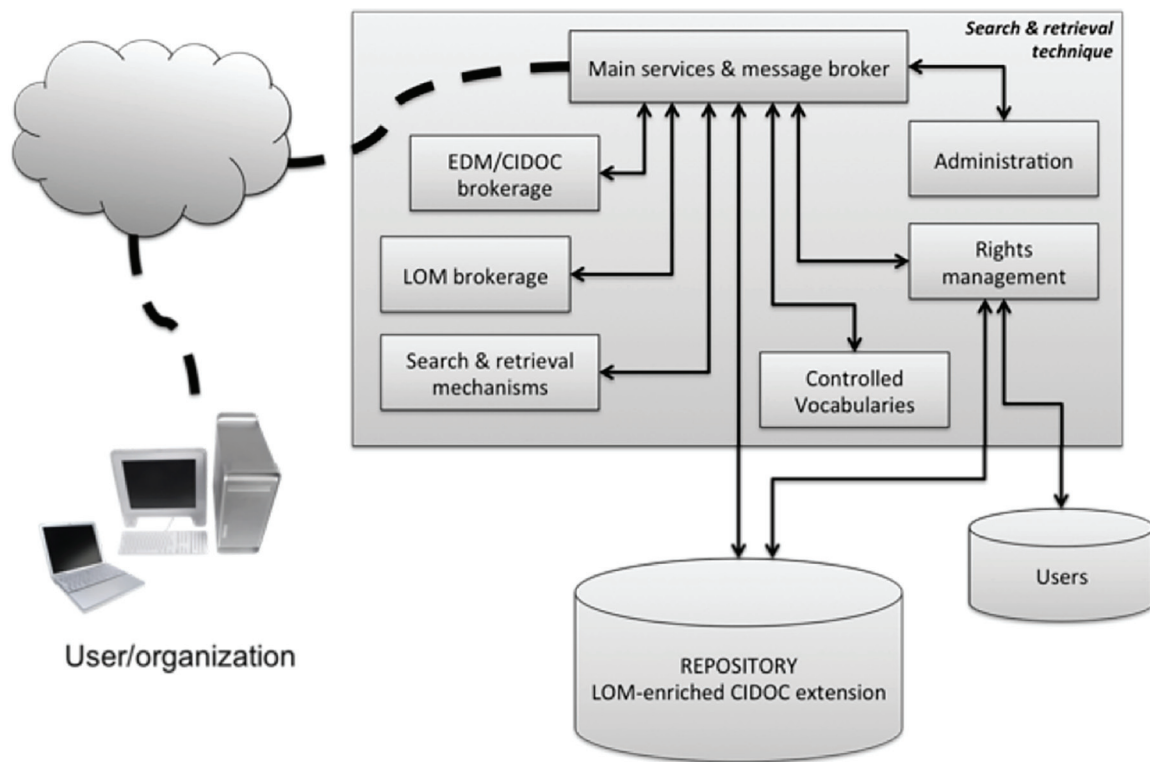 Search & retrieval
technique
Main services & message broker
EDM/CIDOC
brokerage
Administration
LOM brokerage
Rights
management
Search & retrieval
mechanisms
Controlled
Vocabularies
Users
User/organization
REPOSITORY
LOM-enriched CIDOC extension